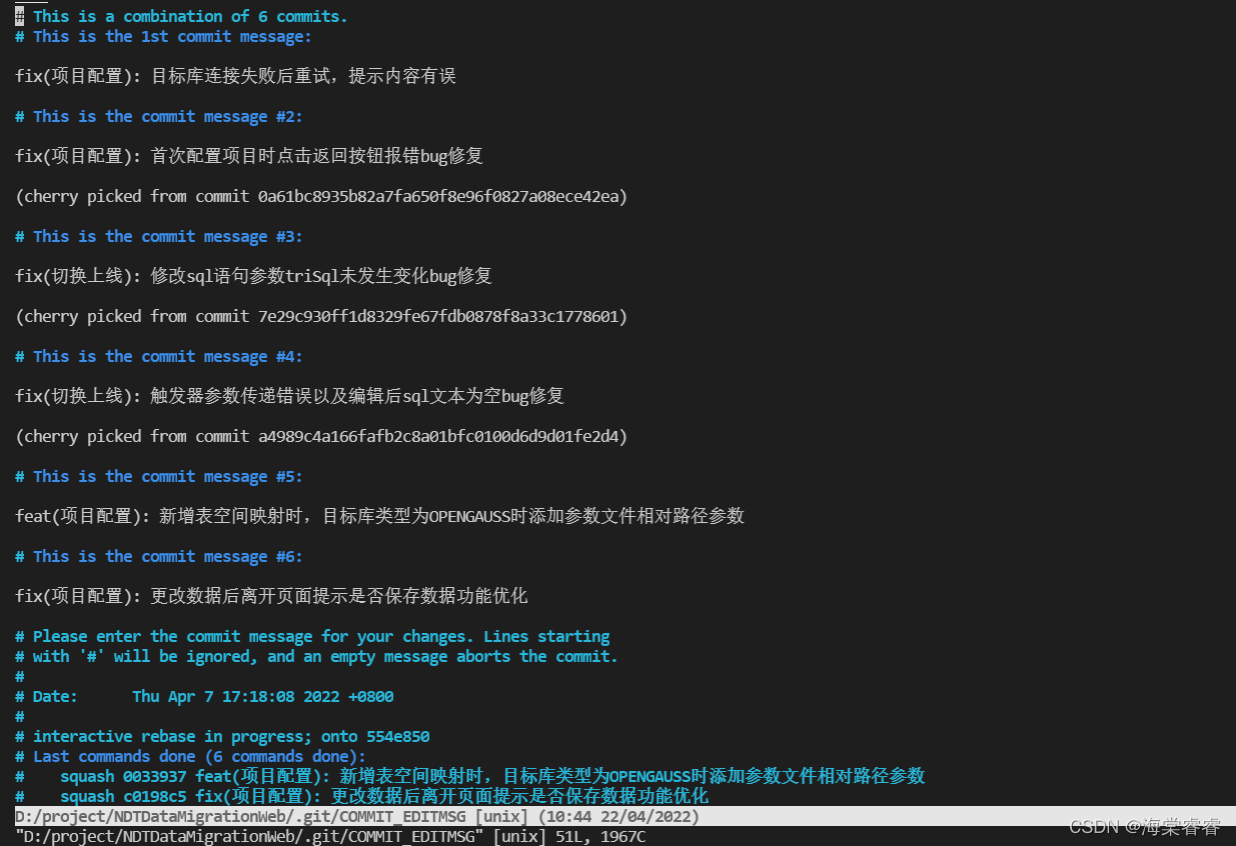 # This is a combination of 6 commits.
# This is the 1st commit message:
fix(项目配置): 目标库连接失败后重试，提示内容有误
# This is the commit message #2:
fix(项目配置): 首次配置项目时点击返回按钮报错bug修复
(cherry picked from commit 0a61bc8935b82a7fa650f8e96f0827a08ece42ea)
# This is the commit message #3:
fix(切换上线): 修改sql语句参数triSql未发生变化bug修复
(cherry picked from commit 7e29c930ff1d8329fe67fdb0878f8a33c1778601)
# This is the commit message #4:
fix(切换上线): 触发器参数传递错误以及编辑后sql文本为空bug修复
(cherry picked from commit a4989c4a166fafb2c8a01bfc0100d6d9d01fe2d4)
# This is the commit message #5:
feat(项目配置): 新增表空间映射时，目标库类型为OPENGAUSS时添加参数文件相对路径参数
# This is the commit message #6:
fix(项目配置): 更改数据后离开页面提示是否保存数据功能优化
# Please enter the commit message for your changes. Lines starting
# with '#' will be ignored, and an empty message aborts the commit.
#
# Date:      Thu Apr 7 17:18:08 2022 +0800
#
# interactive rebase in progress; onto 554e850
# Last commands done (6 commands done):
#    squash 0033937 feat(项目配置): 新增表空间映射时，目标库类型为OPENGAUSS时添加参数文件相对路径参数
#    squash c0198c5 fix(项目配置): 更改数据后离开页面提示是否保存数据功能优化
D:/project/NDTDataMigrationWeb/.git/COMMIT_EDITMSG [unix] (10:44 22/04/2022)
"D:/project/NDTDataMigrationWeb/.git/COMMIT_EDITMSG" [unix] 51L, 1967C
CSDN @海棠睿睿